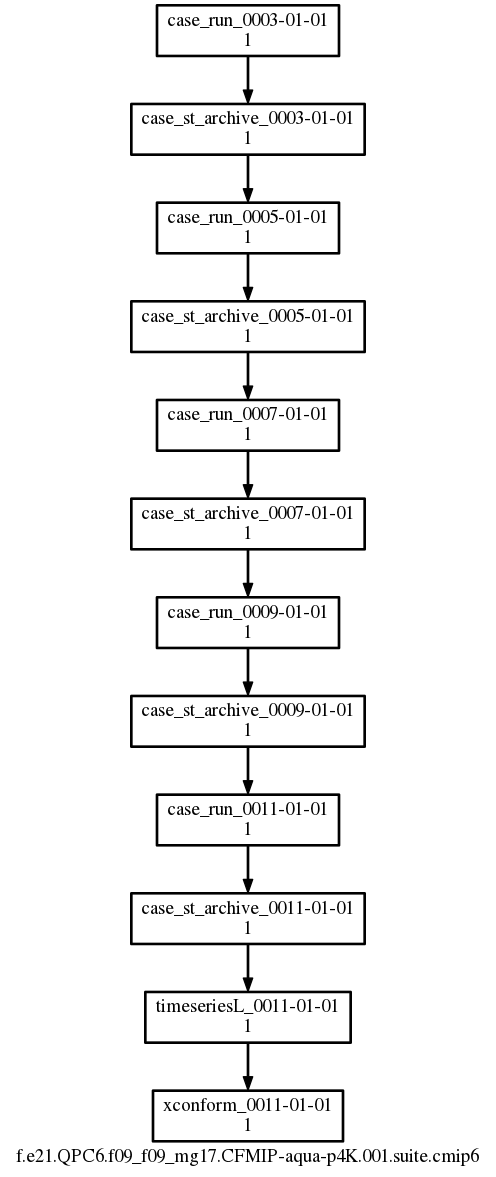 case_run_0003-01-01
1
case_st_archive_0003-01-01
1
case_run_0005-01-01
1
case_st_archive_0005-01-01
1
case_run_0007-01-01
1
case_st_archive_0007-01-01
1
case_run_0009-01-01
1
case_st_archive_0009-01-01
1
case_run_0011-01-01
1
case_st_archive_0011-01-01
1
timeseriesL_0011-01-01
1
xconform_0011-01-01
1
f.e21.QPC6.f09_f09_mg17.CFMIP-aqua-p4K.001.suite.cmip6